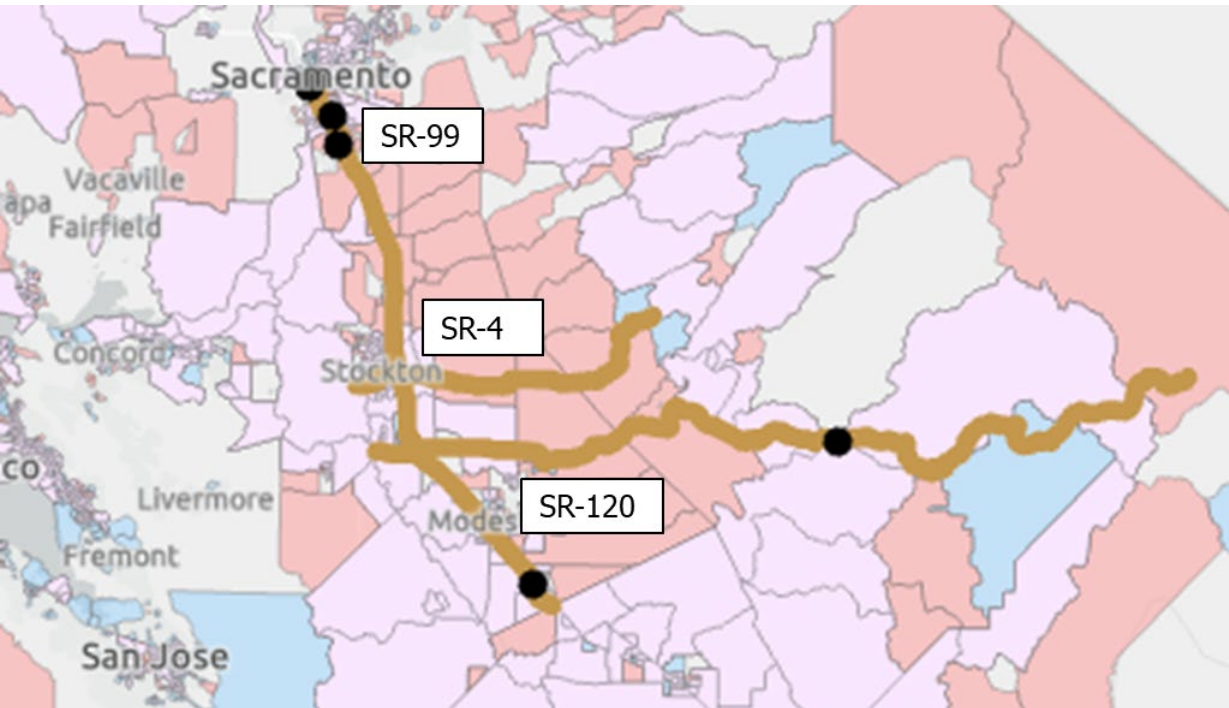 Sacramento
SR-99
Vacaville
apa
Fairfield
SR-4
Concord
Stockton
co
Livermore
SR-120
Modes
Fremont
San Jose